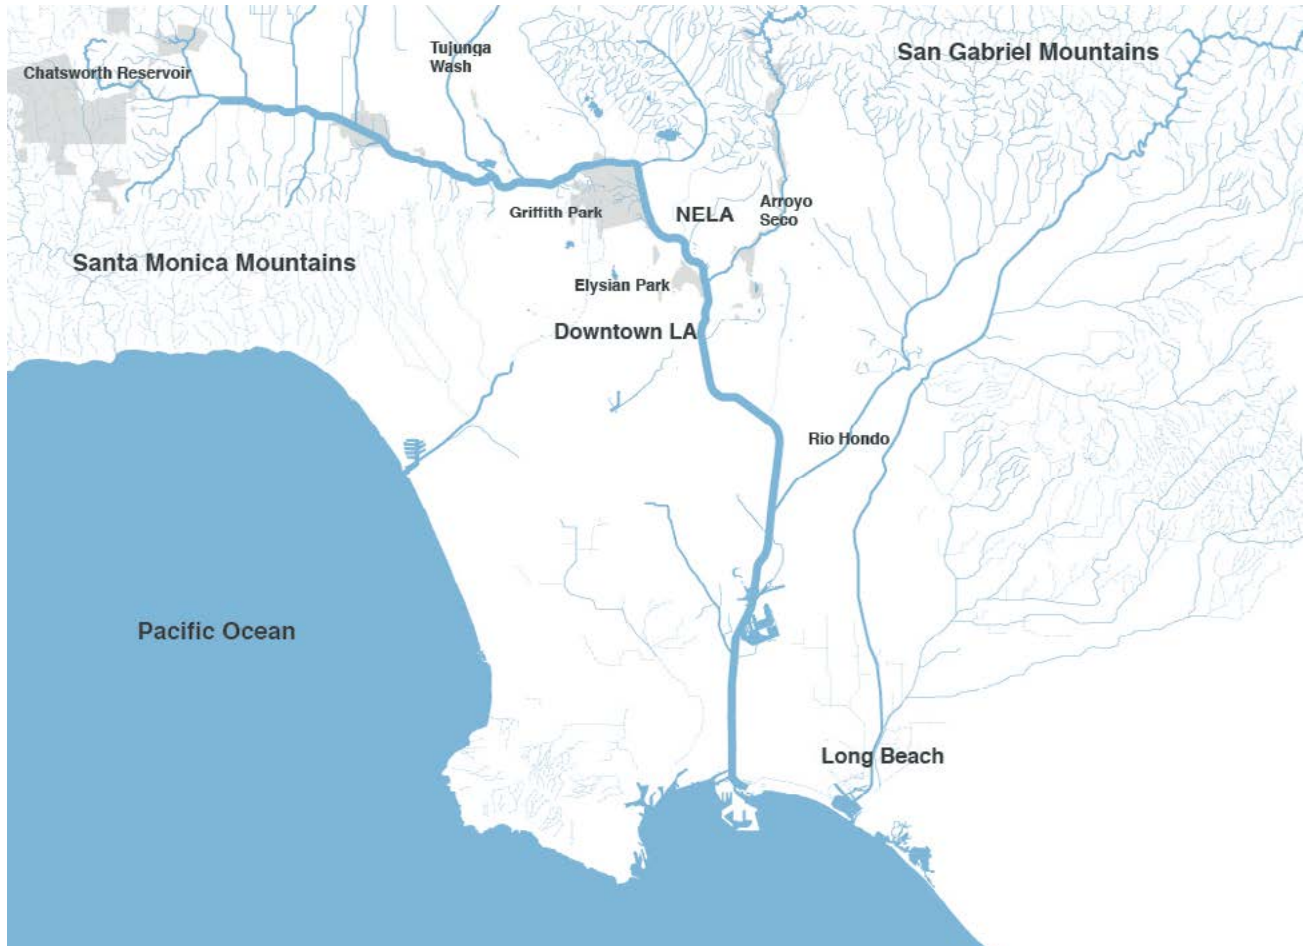 Tujunga
Wash
San Gabriel Mountains
Chatsworth Reservoir
Griffith Park
NELA
Arroyo
Seco
Santa Monica Mountains
Elysian Park
Downtown LA
Rio Hondo
Pacific Ocean
Long Beach